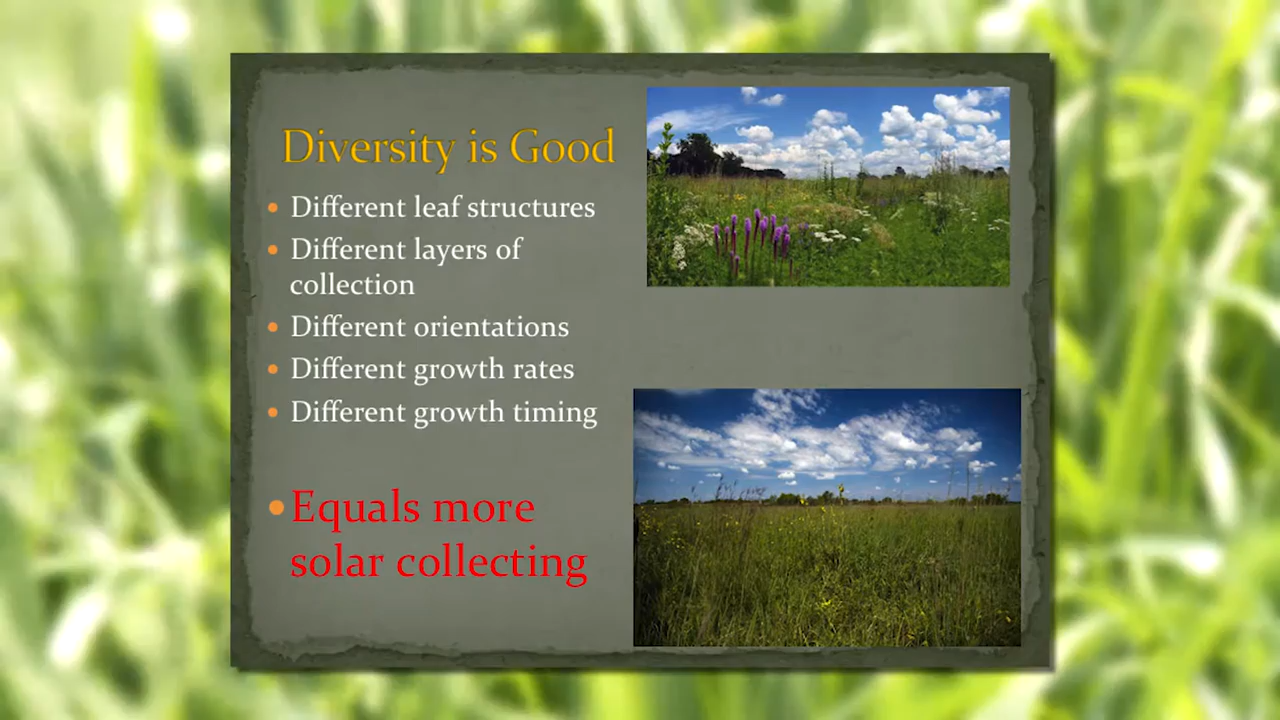 Diversity is Good
• Different leaf structures
• Different layers of
collection
• Different orientations
• Different growth rates
• Different growth timing
• Equals more
solar collecting